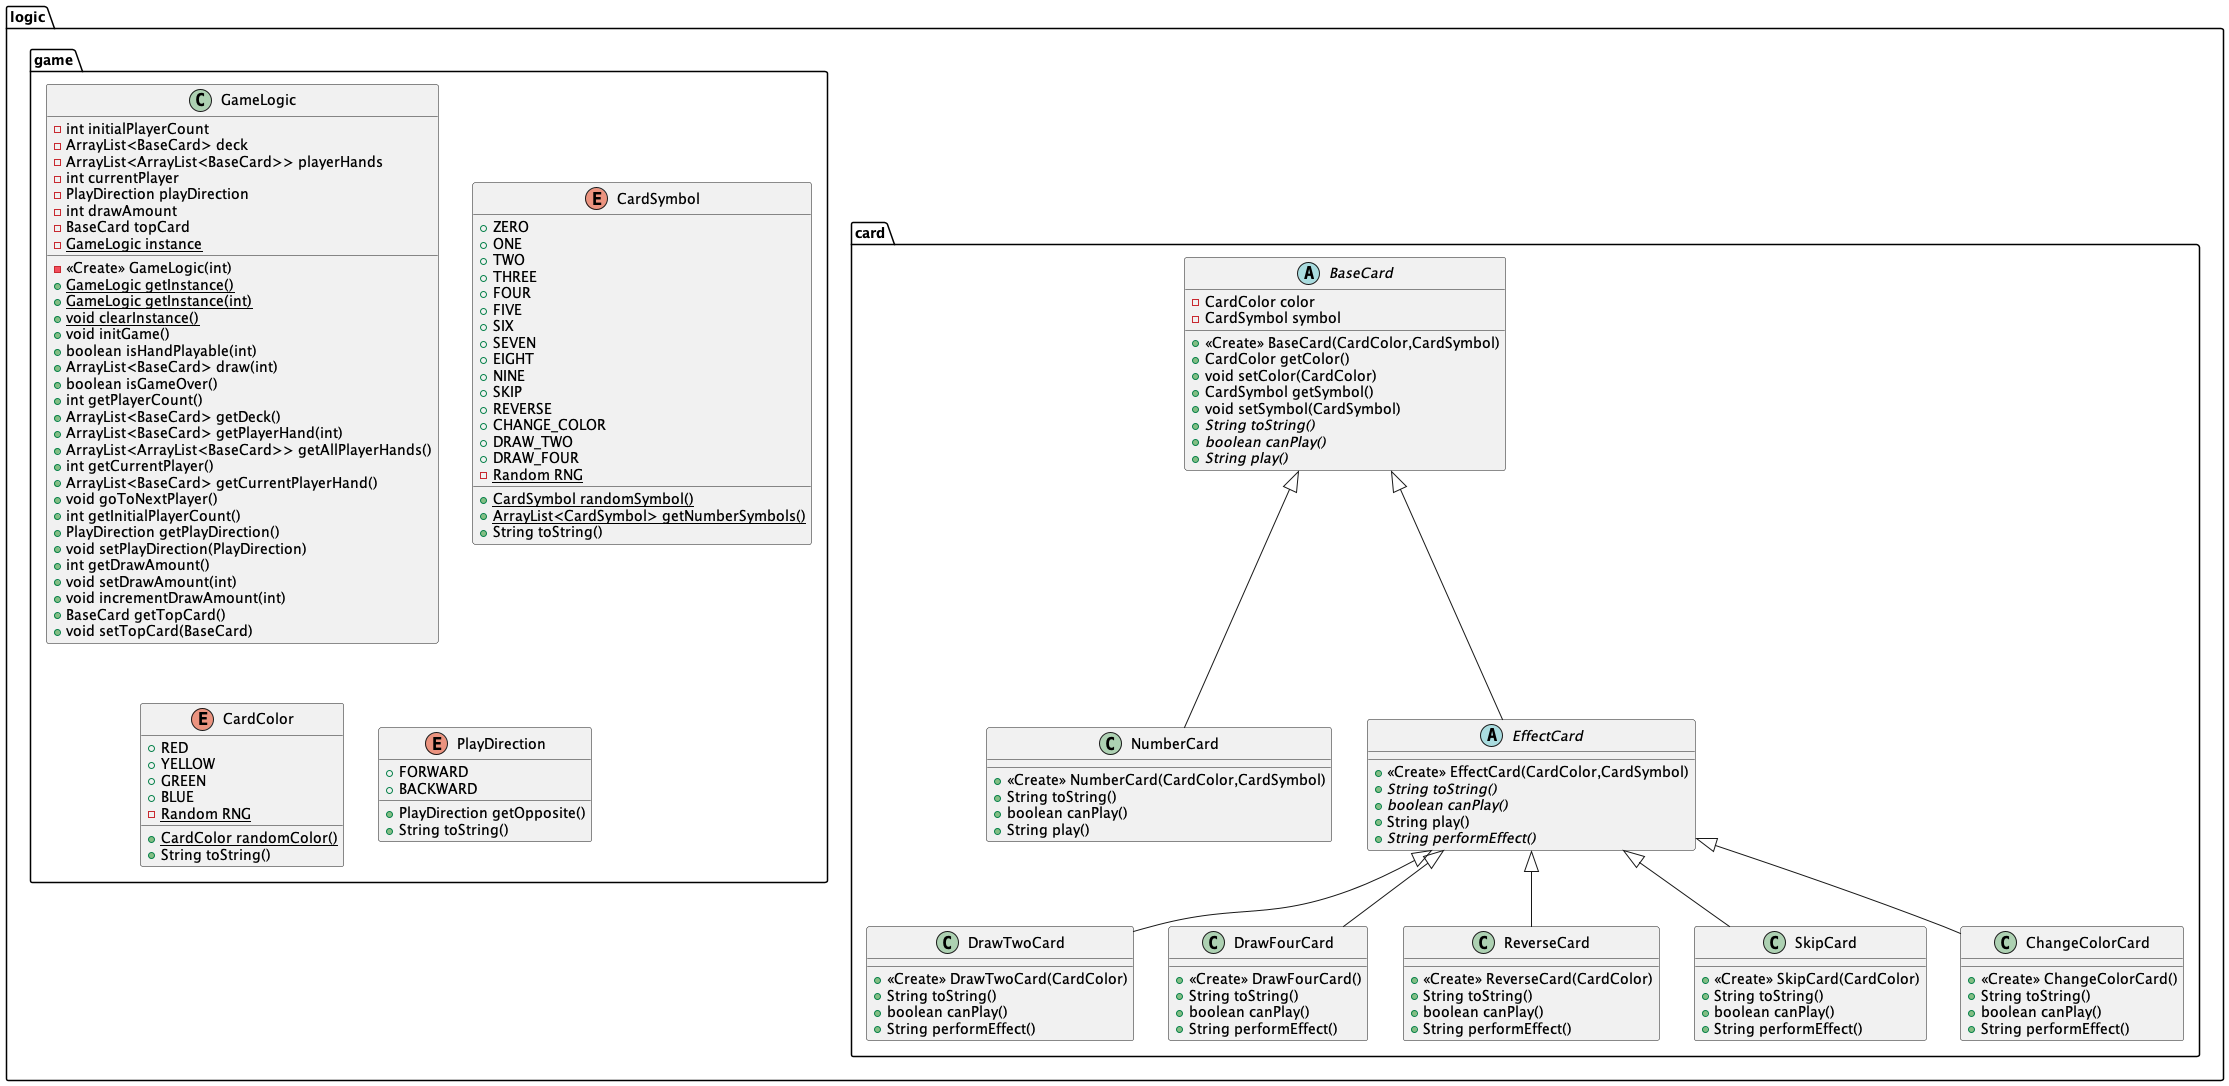 logic
game
GameLogic
int initialPlayerCount
ArrayList<BaseCard> deck
ArrayList<ArrayList<BaseCard>> playerHands
int currentPlayer
PlayDirection playDirection
int drawAmount
BaseCard topCard
GameLogic instance
«Create» GameLogic(int)
GameLogic getInstance()
GameLogic getInstance(int)
void clearInstance()
void initGame()
boolean isHandPlayable(int)
ArrayList<BaseCard> draw(int)
boolean isGameOver()
int getPlayerCount()
ArrayList<BaseCard> getDeck()
ArrayList<BaseCard> getPlayerHand(int)
ArrayList<ArrayList<BaseCard>> getAllPlayerHands()
int getCurrentPlayer()
ArrayList<BaseCard> getCurrentPlayerHand()
void goToNextPlayer()
int getInitialPlayerCount()
PlayDirection getPlayDirection()
void setPlayDirection(PlayDirection)
int getDrawAmount()
void setDrawAmount(int)
void incrementDrawAmount(int)
BaseCard getTopCard()
void setTopCard(BaseCard)
CardSymbol
ZERO
ONE
TWO
THREE
FOUR
FIVE
SIX
SEVEN
EIGHT
NINE
SKIP
REVERSE
CHANGE_COLOR
DRAW_TWO
DRAW_FOUR
Random RNG
CardSymbol randomSymbol()
ArrayList<CardSymbol> getNumberSymbols()
String toString()
CardColor
RED
YELLOW
GREEN
BLUE
Random RNG
CardColor randomColor()
String toString()
PlayDirection
FORWARD
BACKWARD
PlayDirection getOpposite()
String toString()
card
BaseCard
CardColor color
CardSymbol symbol
«Create» BaseCard(CardColor,CardSymbol)
CardColor getColor()
void setColor(CardColor)
CardSymbol getSymbol()
void setSymbol(CardSymbol)
String toString()
boolean canPlay()
String play()
NumberCard
«Create» NumberCard(CardColor,CardSymbol)
String toString()
boolean canPlay()
String play()
EffectCard
«Create» EffectCard(CardColor,CardSymbol)
String toString()
boolean canPlay()
String play()
String performEffect()
DrawTwoCard
«Create» DrawTwoCard(CardColor)
String toString()
boolean canPlay()
String performEffect()
DrawFourCard
«Create» DrawFourCard()
String toString()
boolean canPlay()
String performEffect()
ReverseCard
«Create» ReverseCard(CardColor)
String toString()
boolean canPlay()
String performEffect()
SkipCard
«Create» SkipCard(CardColor)
String toString()
boolean canPlay()
String performEffect()
ChangeColorCard
«Create» ChangeColorCard()
String toString()
boolean canPlay()
String performEffect()